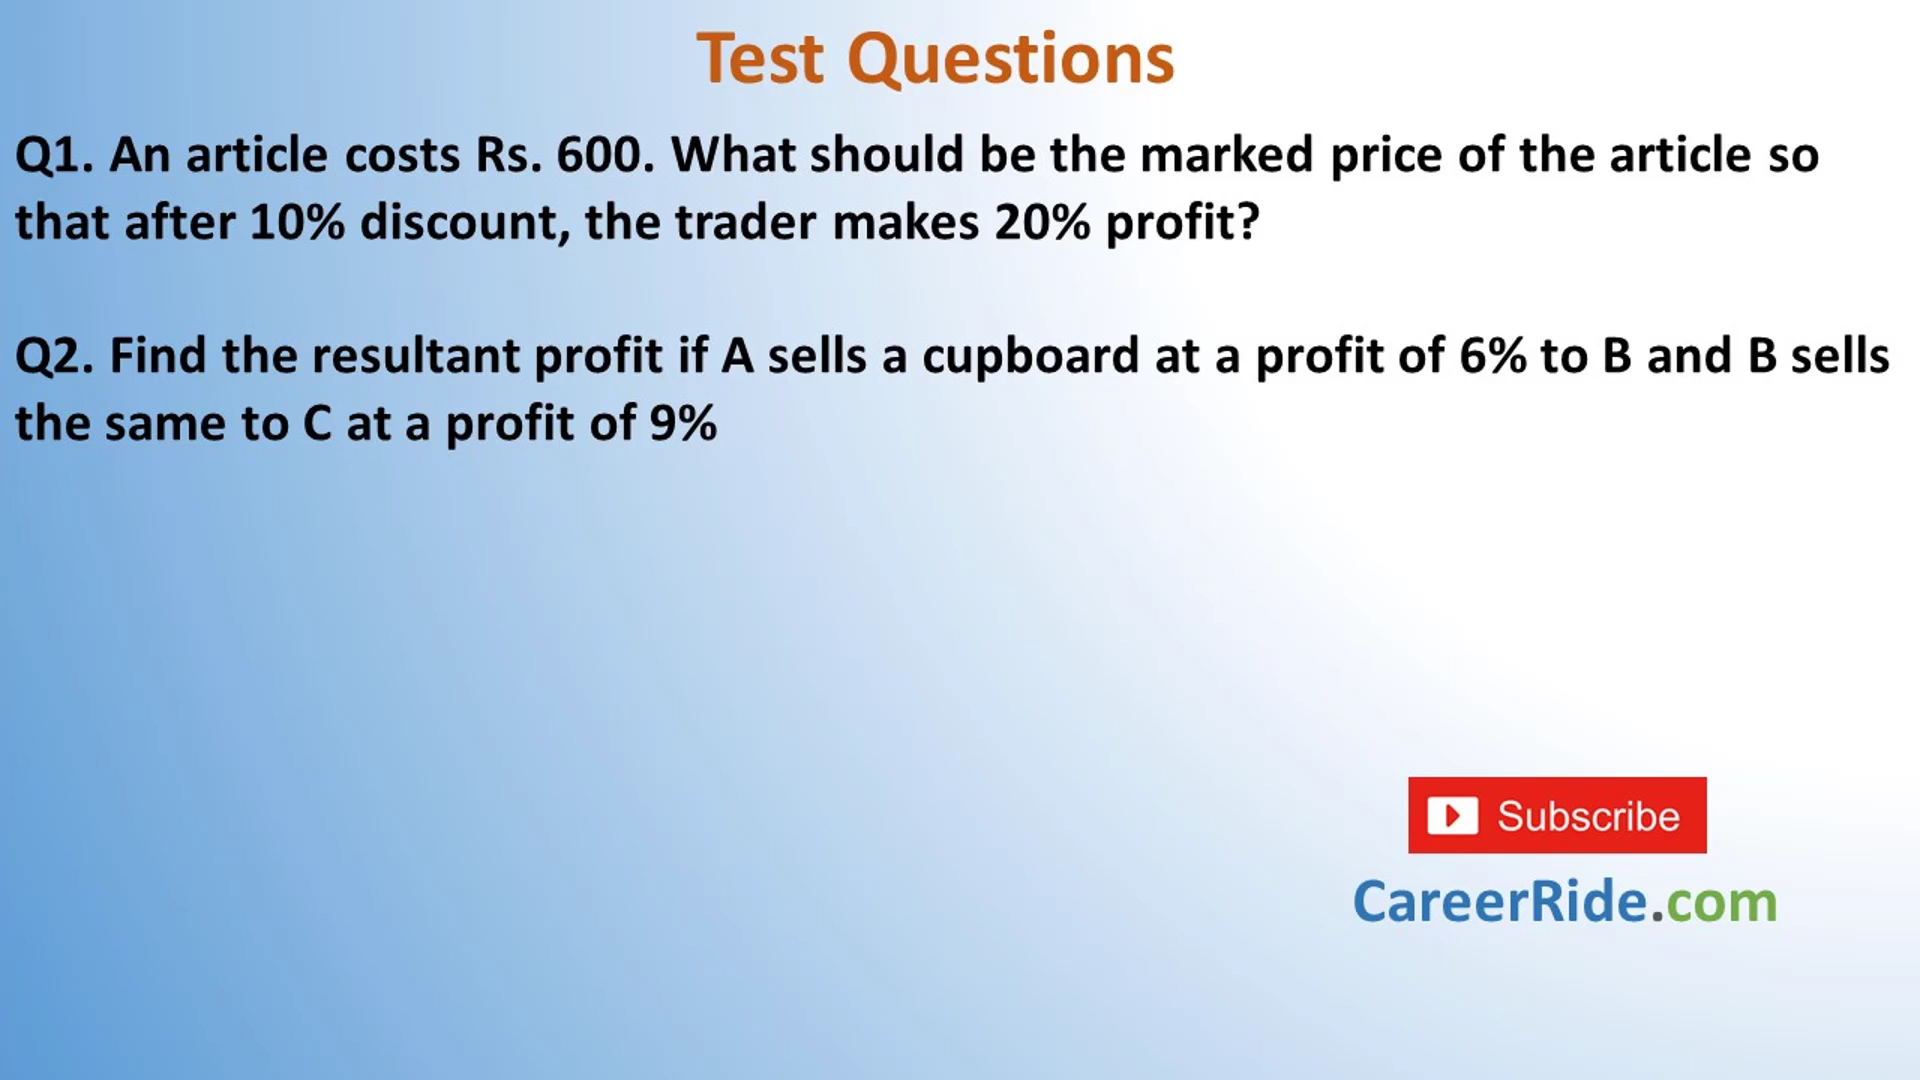 Test Questions
Q1. An article costs Rs. 600. What should be the marked price of the article so
that after 10% discount, the trader makes 20% profit?
Q2. Find the resultant profit if A sells a cupboard at a profit of 6% to B and B sells
the same to C at a profit of 9%
Subscribe
CareerRide.com